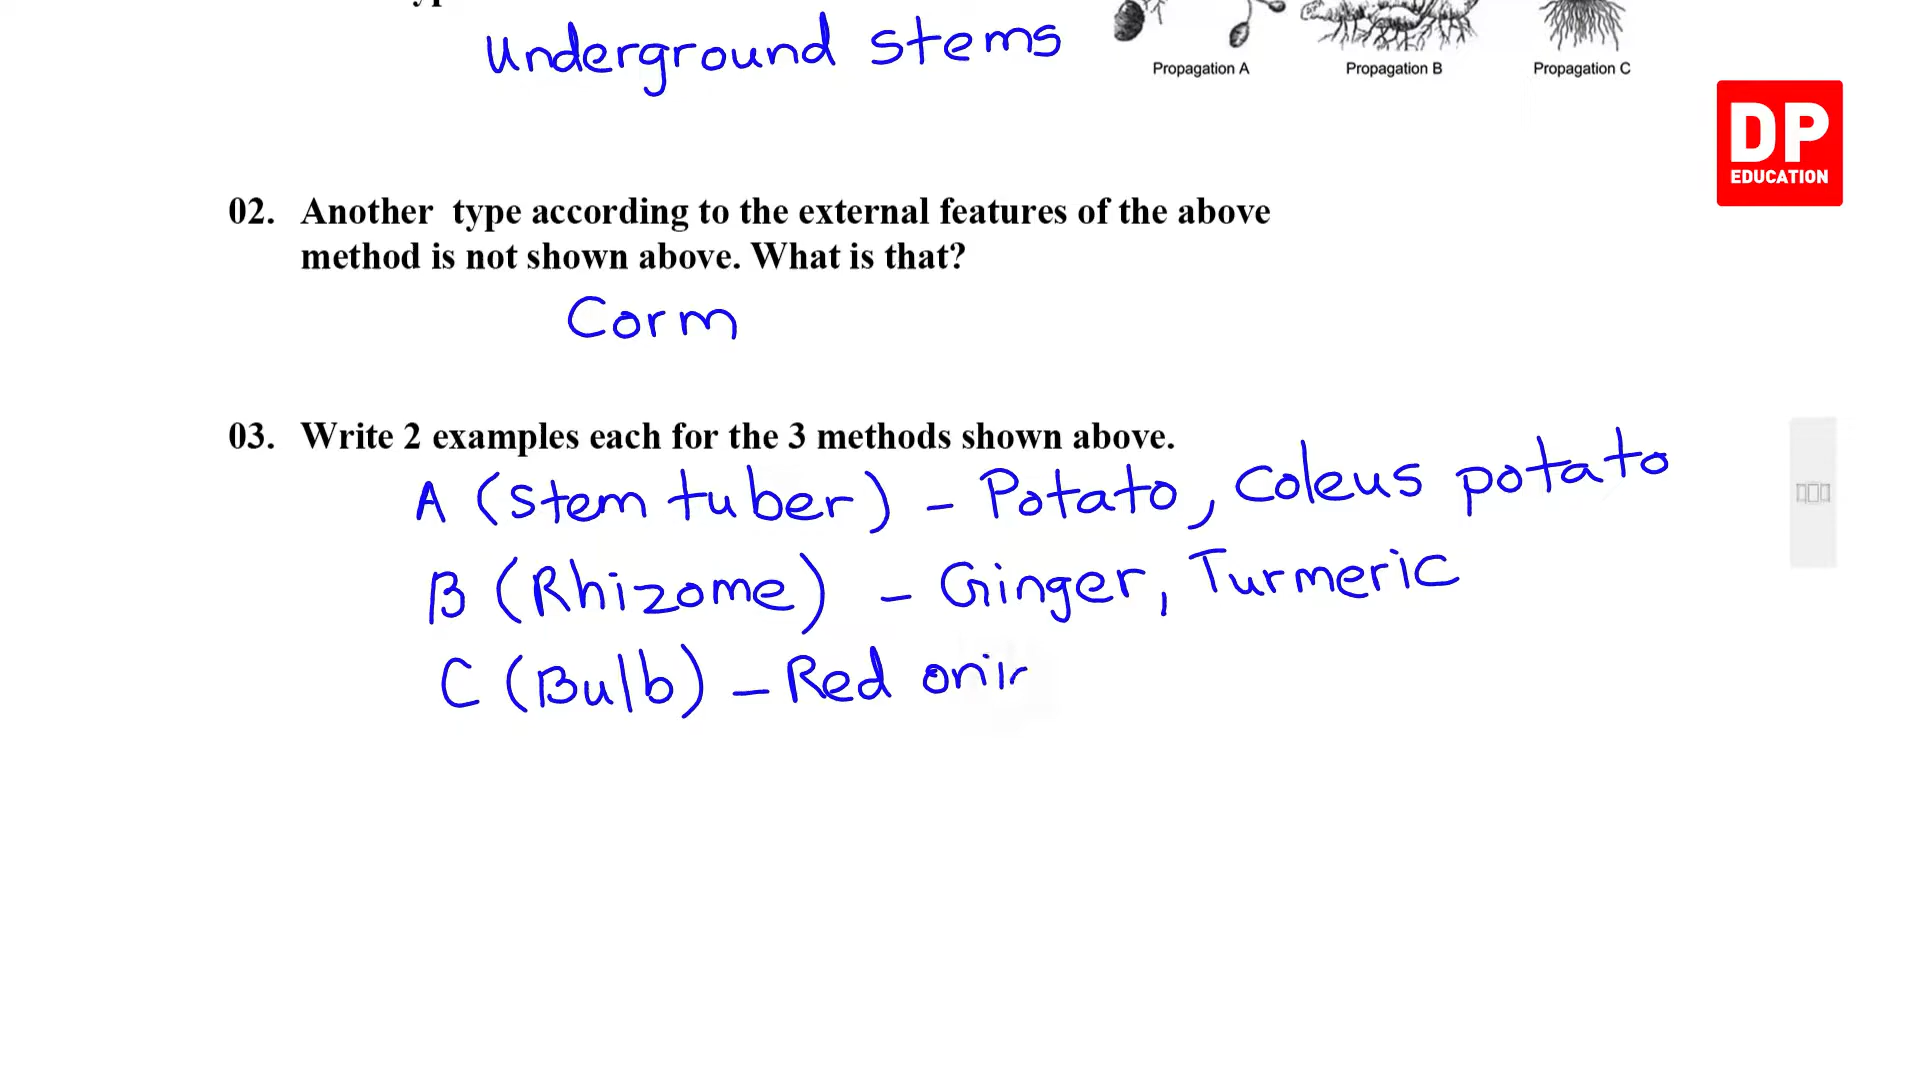 underground stems
Propagation A
Propagation B
Propagation C
DP
EDUCATION
02. Another type according to the external features of the above
method is not shown above. What is that?
Corm
03. Write 2 examples each for the 3 methods shown above.
A (Stem tuber) - Potato, Coleus potato
B (Rhizome) - Ginger, Turmeric
C (Bulb) - Red